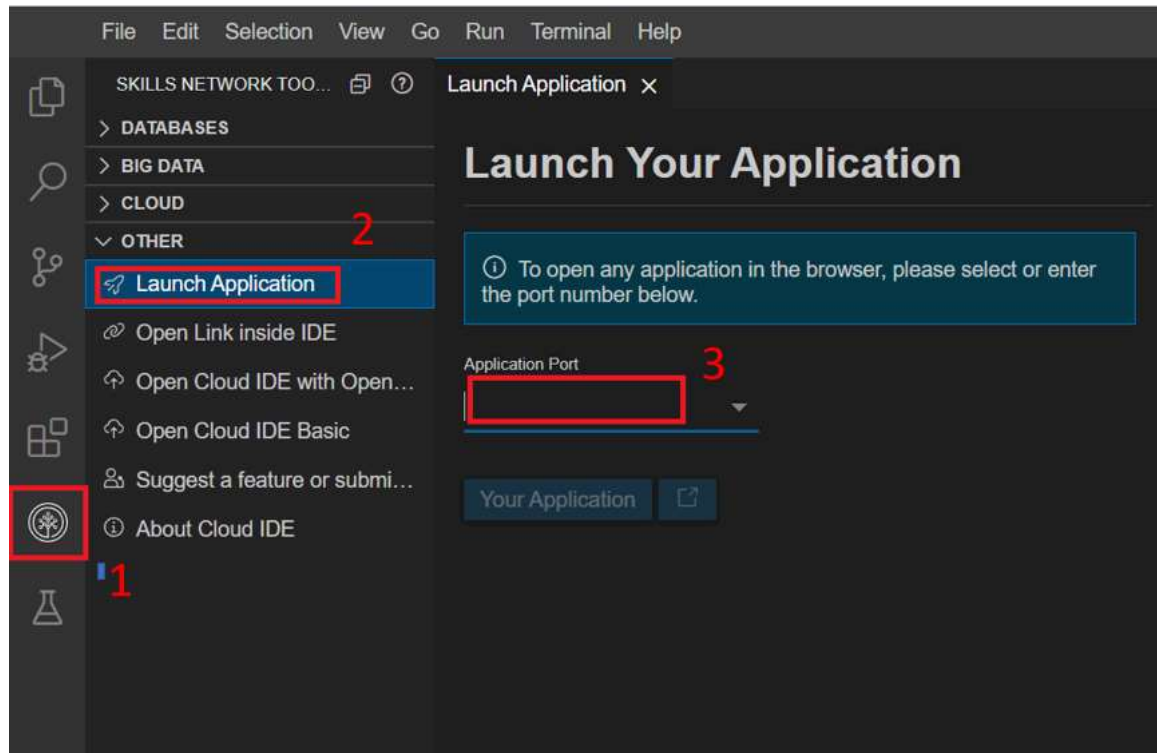 File Edit Selection View Go Run Terminal Help
SKILLS NETWORK TOO...
Launch Application
> DATABASES
> BIG DATA
> CLOUD
OTHER
2
Launch Application
Open Link inside IDE
Open Cloud IDE with Open...
Open Cloud IDE Basic
Suggest a feature or submi...
About Cloud IDE
1
Launch Your Application
To open any application in the browser, please select or enter
the port number below.
Application Port
3
Your Application